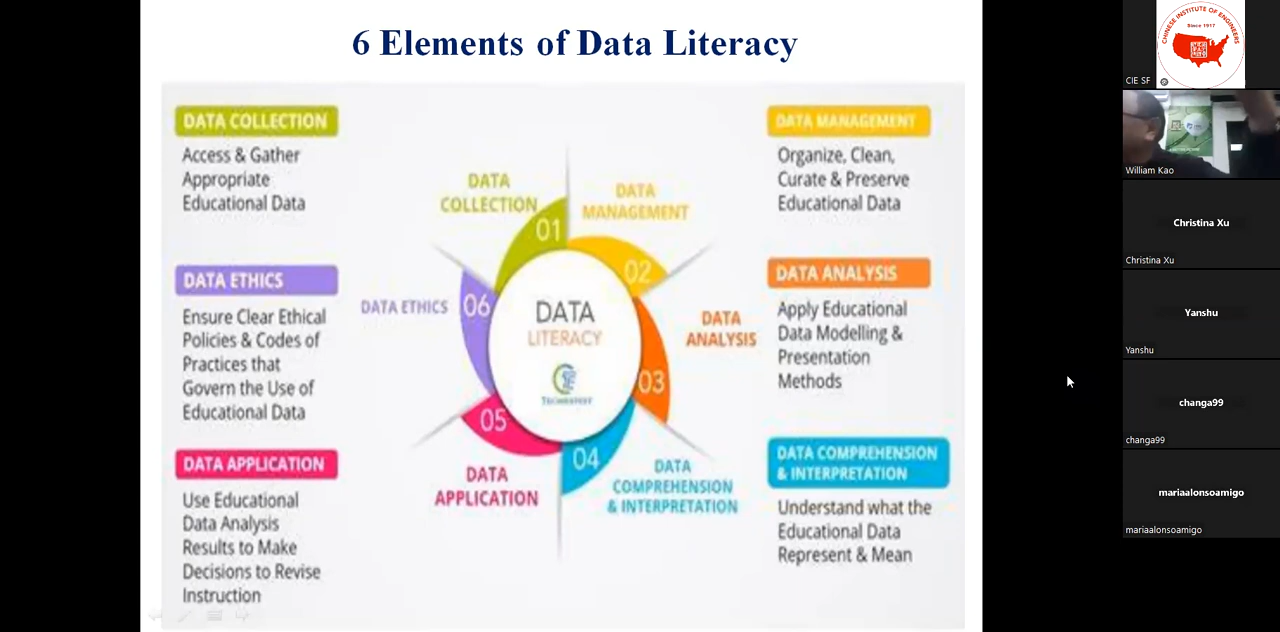 6 Elements of Data Literacy
DATA COLLECTION
Access & Gather
Appropriate
Educational Data
DATA ETHICS
Ensure Clear Ethical
Policies & Codes of
Practices that
Govern the Use of
Educational Data
DATA APPLICATION
Use Educational
Data Analysis
Results to Make
Decisions to Revise
Instruction
DATA
COLLECTION
01
DATA
MANAGEMENT
02
DATA
ANALYSIS
03
DATA
COMPREHENSION
& INTERPRETATION
04
DATA
APPLICATION
05
DATA ETHICS
06
DATA
LITERACY
DATA MANAGEMENT
Organize, Clean,
Curate & Preserve
Educational Data
DATA ANALYSIS
Apply Educational
Data Modelling &
Presentation
Methods
DATA COMPREHENSION
& INTERPRETATION
Understand what the
Educational Data
Represent & Mean
CHINESE INSTITUTE OF ENGINEERS
Since 1917
CIE SF
William Kao
Christina Xu
Christina Xu
Yanshu
Yanshu
changa99
changa99
mariaalonsoamigo
mariaalonsoamigo